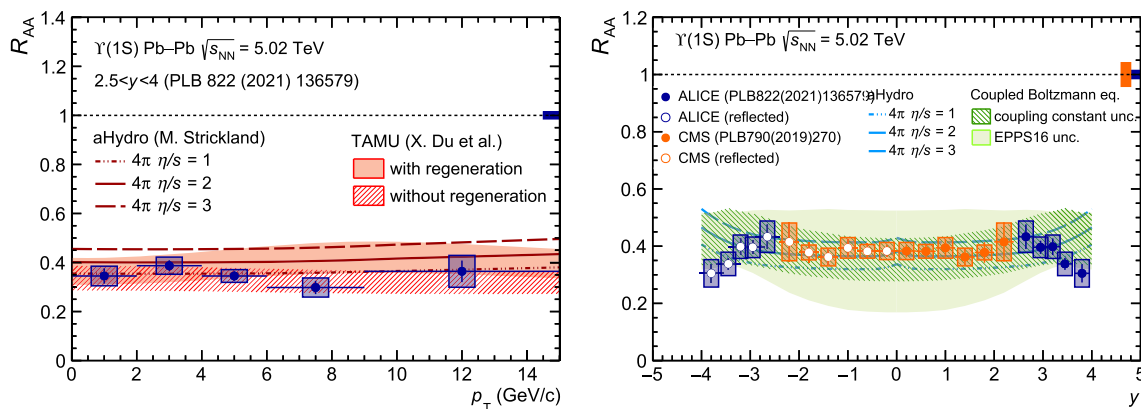 R_AA
1.4
1.2
1
0.8
0.6
0.4
0.2
0
ϒ(1S) Pb–Pb √s_NN = 5.02 TeV
2.5<y<4 (PLB 822 (2021) 136579)
aHydro (M. Strickland)
4π η/s = 1
4π η/s = 2
4π η/s = 3
TAMU (X. Du et al.)
with regeneration
without regeneration
0 2 4 6 8 10 12 14
p_T (GeV/c)
R_AA
1.2
1
0.8
0.6
0.4
0.2
0
ϒ(1S) Pb–Pb √s_NN = 5.02 TeV
ALICE (PLB822(2021)136579)
ALICE (reflected)
CMS (PLB790(2019)270)
CMS (reflected)
aHydro
4π η/s = 1
4π η/s = 2
4π η/s = 3
Coupled Boltzmann eq.
coupling constant unc.
EPPS16 unc.
−5 −4 −3 −2 −1 0 1 2 3 4 5
y